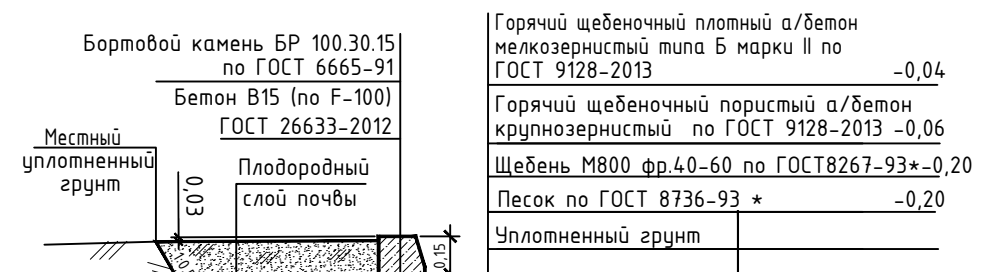 Бортовой камень БР 100.30.15
по ГОСТ 6665-91
Бетон В15 (по F-100)
ГОСТ 26633-2012
Местный
уплотненный
грунт
0,03
Плодородный
слой почвы
0,15
Горячий щебеночный плотный а/бетон
мелкозернистый типа Б марки II по
ГОСТ 9128-2013 -0,04
Горячий щебеночный пористый а/бетон
крупнозернистый по ГОСТ 9128-2013 -0,06
Щебень М800 фр.40-60 по ГОСТ8267-93*-0,20
Песок по ГОСТ 8736-93 * -0,20
Уплотненный грунт